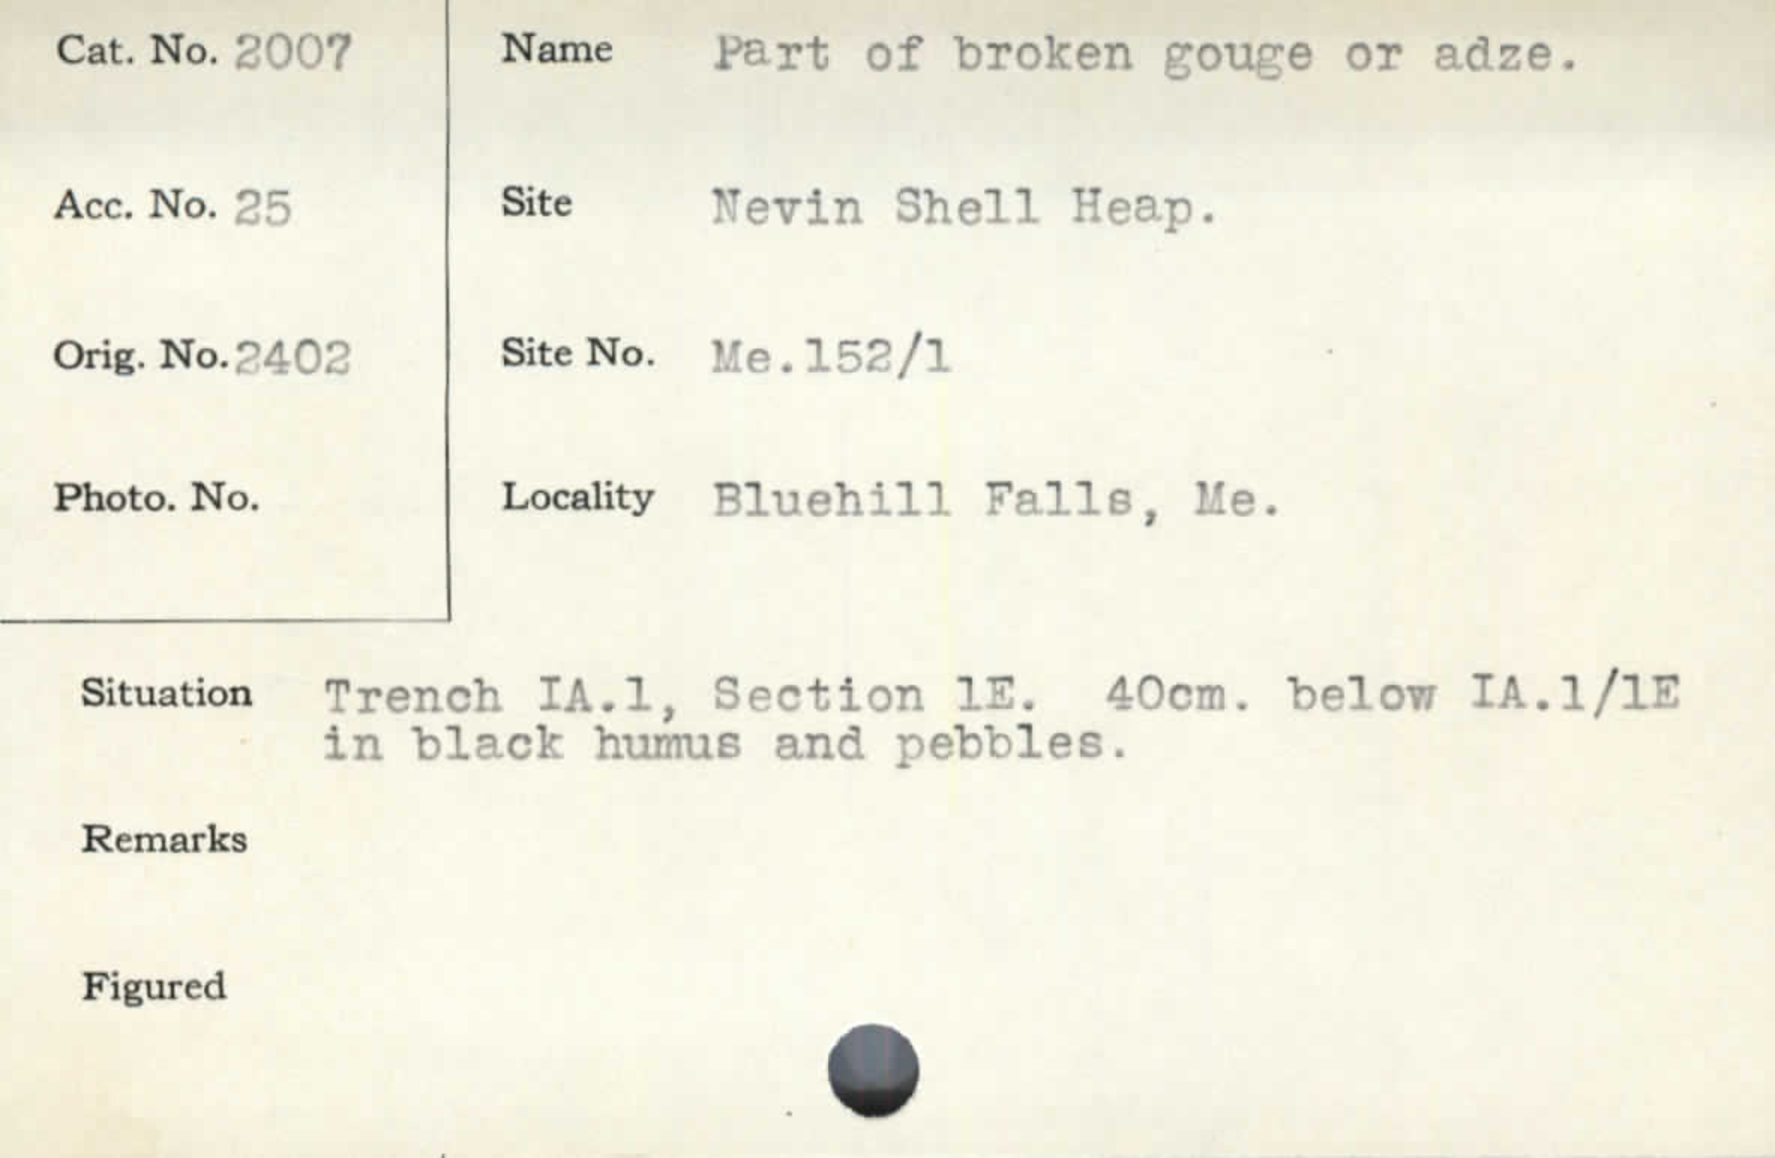 Cat. No. 2007
Name Part of broken gouge or adze.
Acc. No. 25
Site Nevin Shell Heap.
Orig. No. 2402
Site No. Me.152/1
Photo. No.
Locality Bluehill Falls, Me.
Situation Trench IA.1, Section 1E. 40cm. below IA.1/1E
in black humus and pebbles.
Remarks
Figured